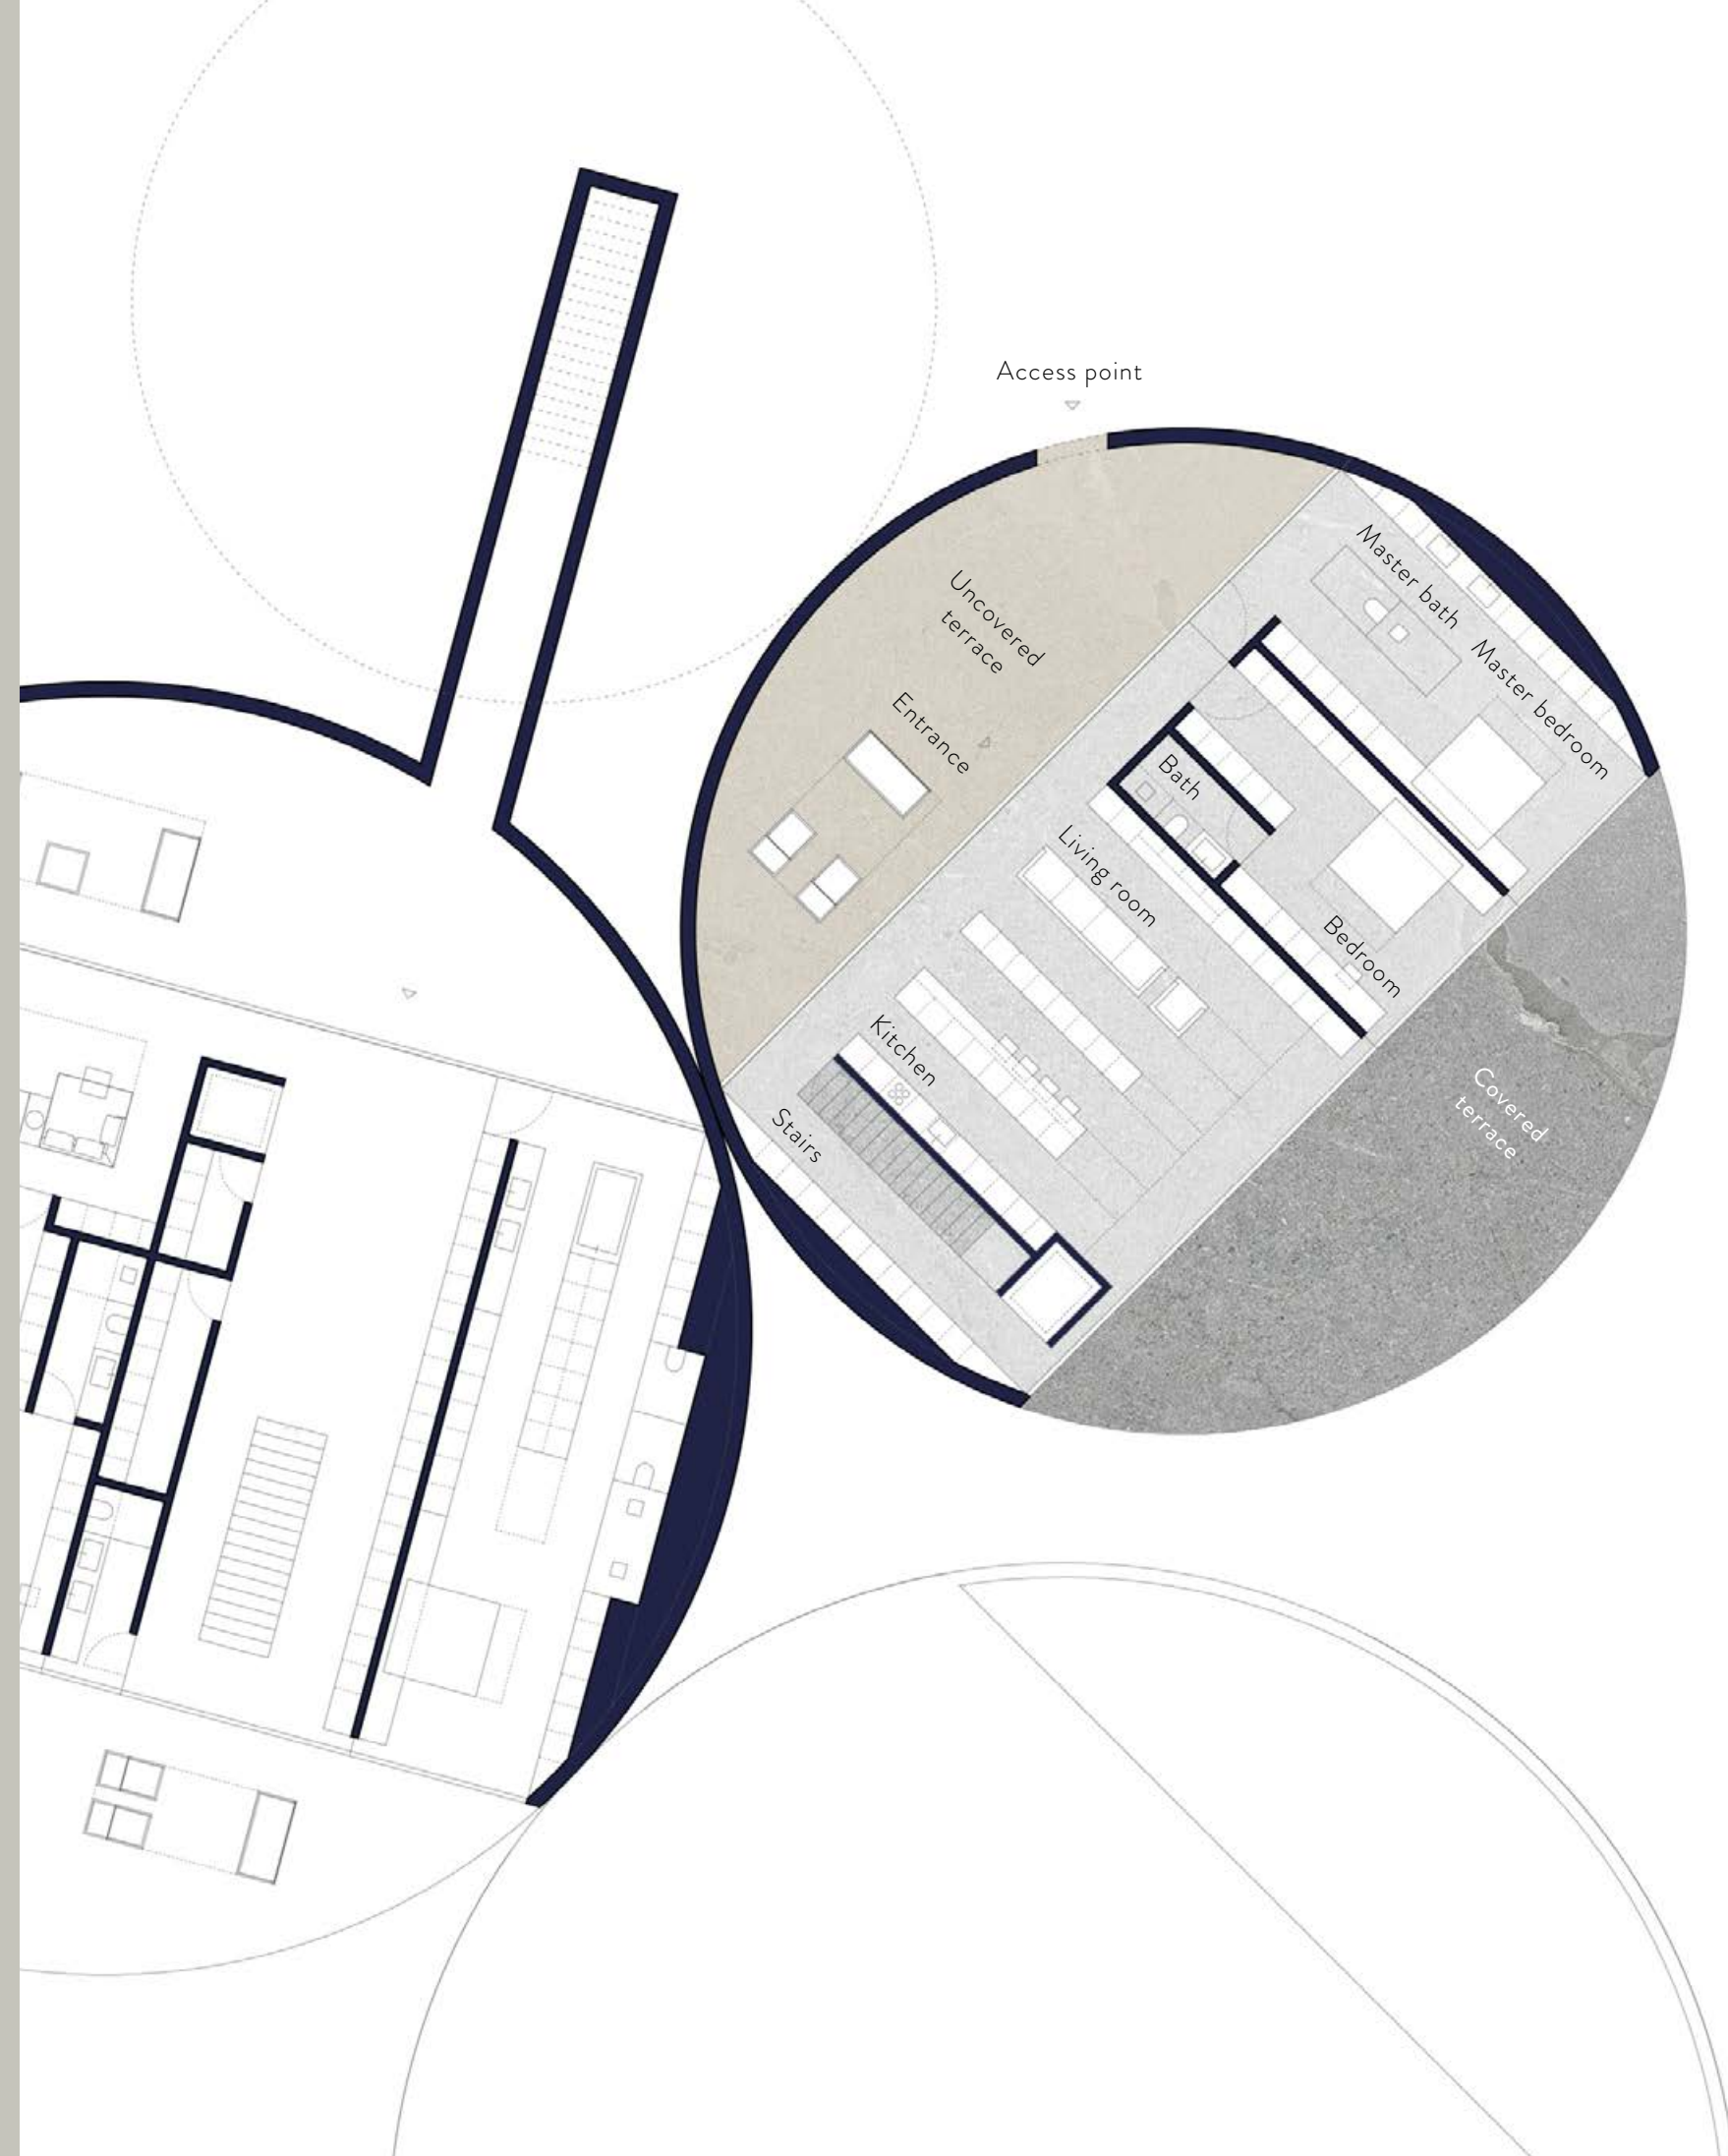 Access point
Uncovered
terrace
Entrance
Master bath
Master bedroom
Bath
Living room
Bedroom
Kitchen
Stairs
Covered
terrace